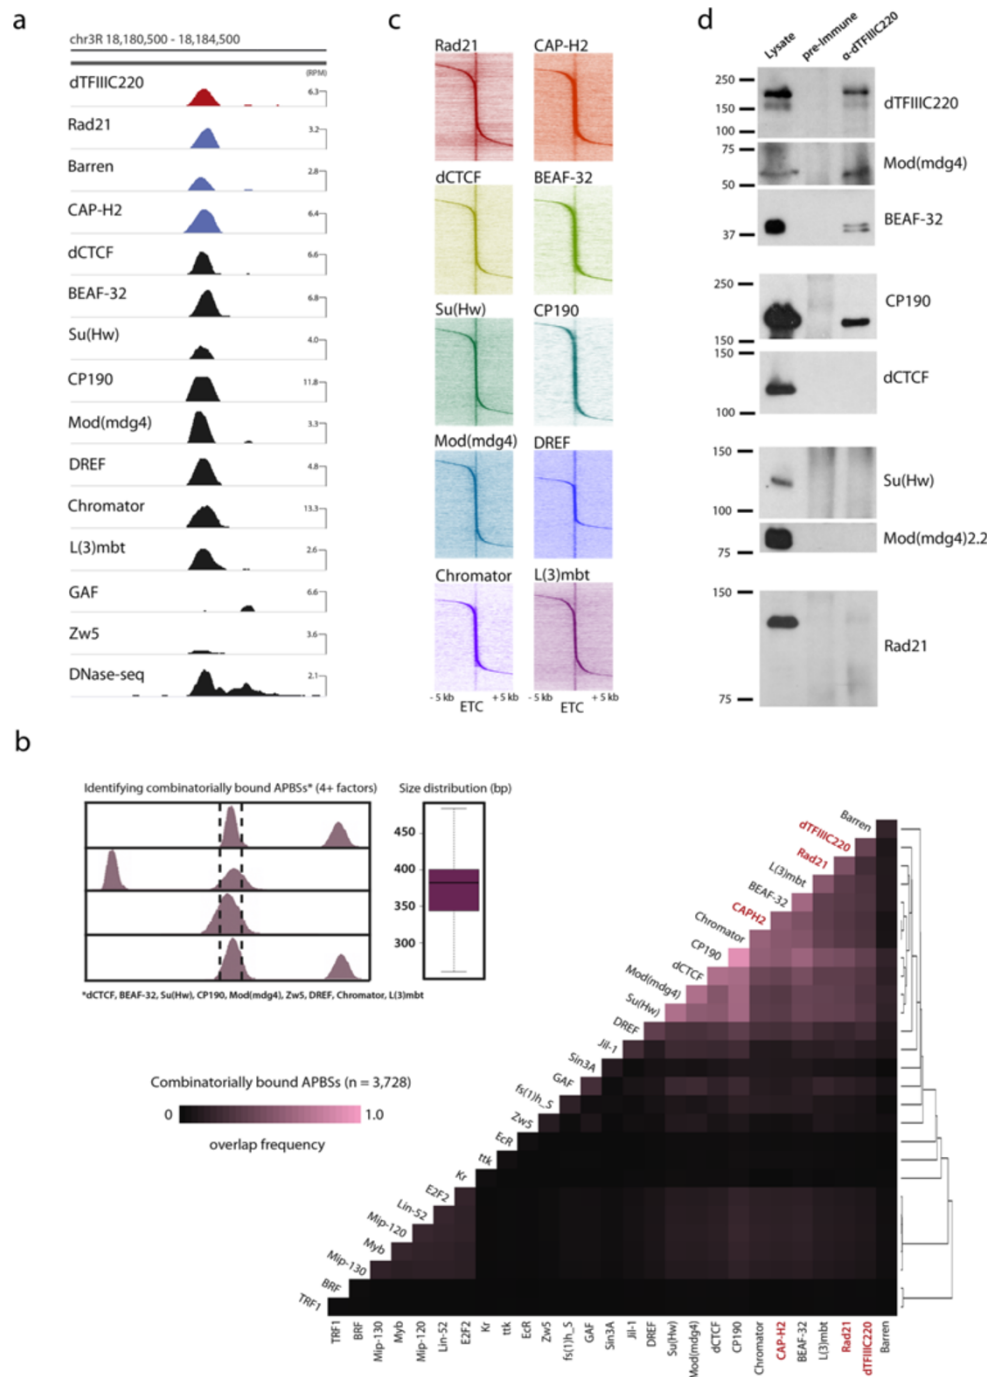 a
chr3R 18,180,500 - 18,184,500
(RPM)
dTFIIIC220
6.3
Rad21
3.2
Barren
2.8
CAP-H2
6.4
dCTCF
6.6
BEAF-32
6.8
Su(Hw)
4.0
CP190
11.8
Mod(mdg4)
3.3
DREF
4.8
Chromator
13.3
L(3)mbt
2.6
GAF
6.6
Zw5
3.6
DNase-seq
2.1
c
Rad21
CAP-H2
dCTCF
BEAF-32
Su(Hw)
CP190
Mod(mdg4)
DREF
Chromator
L(3)mbt
- 5 kb
+ 5 kb
- 5 kb
+ 5 kb
ETC
ETC
d
Lysate
pre-Immune
α-dTFIIIC220
250
150
100
dTFIIIC220
75
50
Mod(mdg4)
37
BEAF-32
250
150
CP190
150
100
dCTCF
150
100
Su(Hw)
75
Mod(mdg4)2.2
150
75
Rad21
b
Identifying combinatorially bound APBSs* (4+ factors)
Size distribution (bp)
450
400
350
300
*dCTCF, BEAF-32, Su(Hw), CP190, Mod(mdg4), Zw5, DREF, Chromator, L(3)mbt
Combinatorially bound APBSs (n = 3,728)
0
1.0
overlap frequency
Barren
dTFIIIC220
Rad21
L(3)mbt
BEAF-32
CAPH2
Chromator
CP190
dCTCF
Mod(mdg4)
Su(Hw)
DREF
Jil-1
Sin3A
GAF
fs(1)h_S
Zw5
EcR
ttk
Kr
E2F2
Lin-52
Mip-120
Myb
Mip-130
BRF
TRF1
TRF1
BRF
Mip-130
Myb
Mip-120
Lin-52
E2F2
Kr
ttk
EcR
Zw5
fs(1)h_S
GAF
Sin3A
Jil-1
DREF
Su(Hw)
Mod(mdg4)
dCTCF
CP190
Chromator
CAP-H2
BEAF-32
L(3)mbt
Rad21
dTFIIIC220
Barren